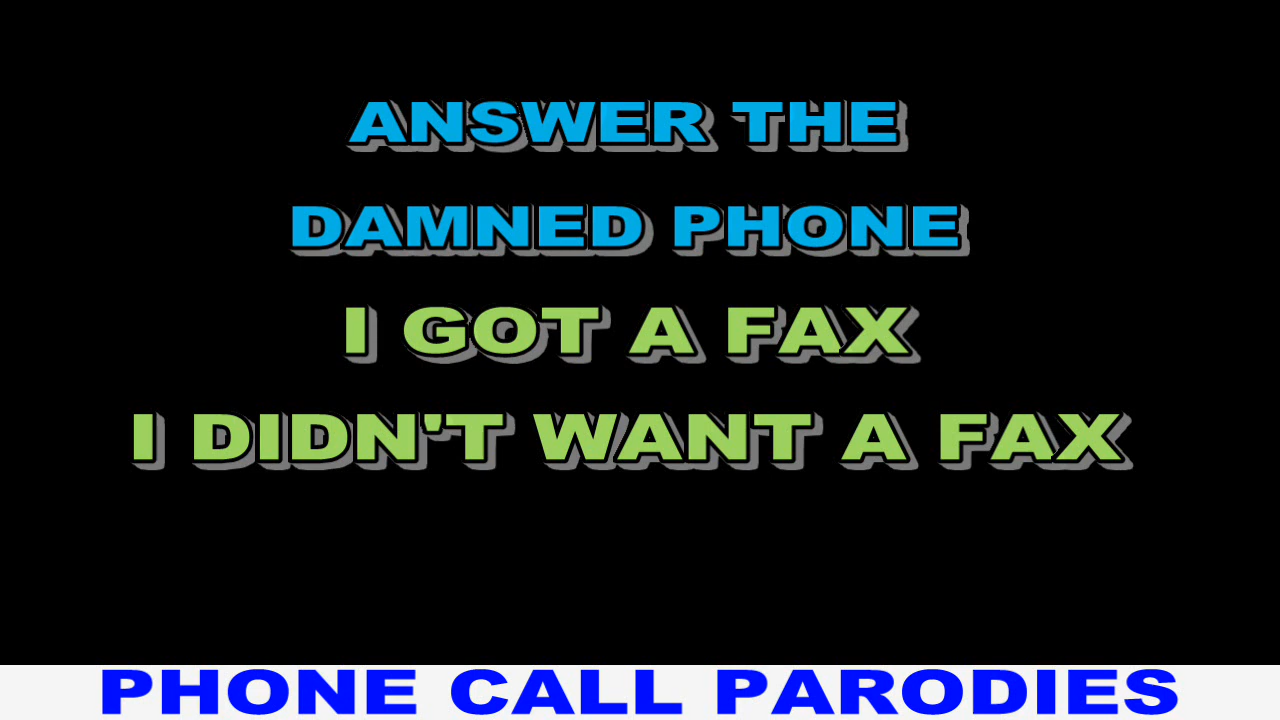 ANSWER THE
DAMNED PHONE
I GOT A FAX
I DIDN'T WANT A FAX
PHONE CALL PARODIES